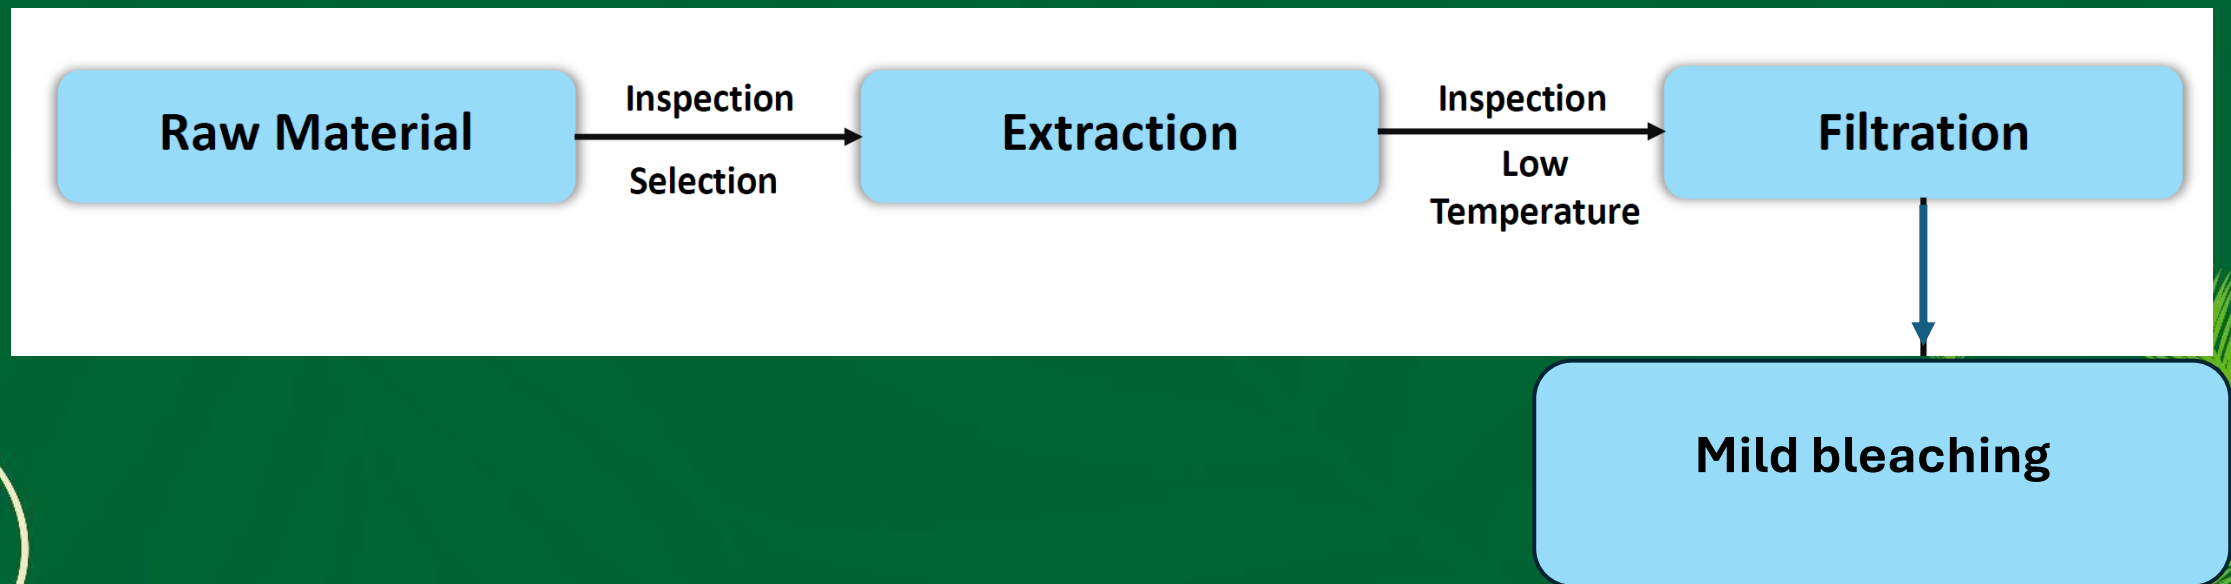 Raw Material
Inspection
Selection
Extraction
Inspection
Low
Temperature
Filtration
Mild bleaching